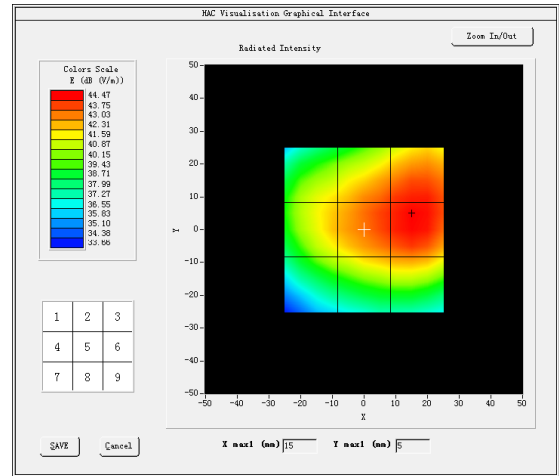 HAC Visualisation Graphical Interface
Zoom In/Out
Radiated Intensity
Colors Scale
E (dB (V/m))
44.47
43.75
43.03
42.31
41.59
40.87
40.15
39.43
38.71
37.99
37.27
36.55
35.83
35.10
34.38
33.66
50
40
30
20
10
0
-10
-20
-30
-40
-50
Y
-50 -40 -30 -20 -10 0 10 20 30 40 50
X
1 2 3
4 5 6
7 8 9
SAVE Cancel
X max1 (mm) 15 Y max1 (mm) 5